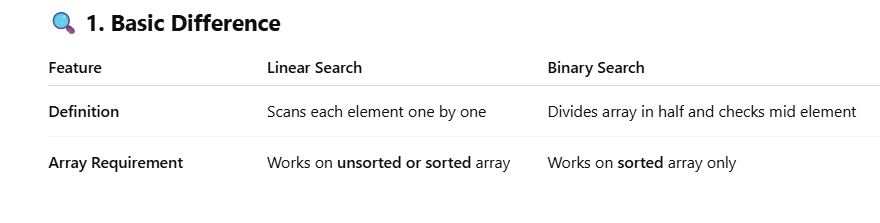 🔍 1. Basic Difference
Feature Linear Search Binary Search
Definition Scans each element one by one Divides array in half and checks mid element
Array Requirement Works on unsorted or sorted array Works on sorted array only